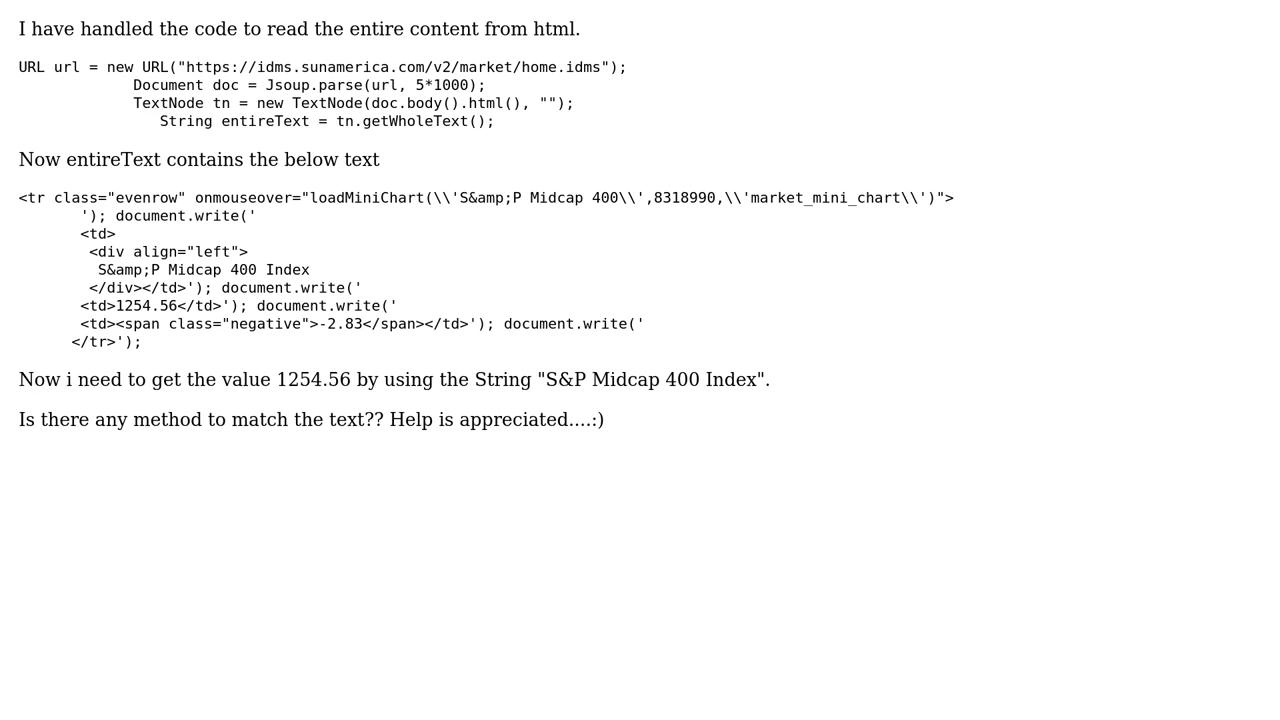 I have handled the code to read the entire content from html.
URL url = new URL("https://idms.sunamerica.com/v2/market/home.idms");
             Document doc = Jsoup.parse(url, 5*1000);
             TextNode tn = new TextNode(doc.body().html(), "");
                String entireText = tn.getWholeText();
Now entireText contains the below text
<tr class="evenrow" onmouseover="loadMiniChart(\\'S&amp;P Midcap 400\\',8318990,\\'market_mini_chart\\')">
       '); document.write('
       <td>
        <div align="left">
         S&amp;P Midcap 400 Index
        </div></td>'); document.write('
       <td>1254.56</td>'); document.write('
       <td><span class="negative">-2.83</span></td>'); document.write('
      </tr>');
Now i need to get the value 1254.56 by using the String "S&P Midcap 400 Index".
Is there any method to match the text?? Help is appreciated....:)